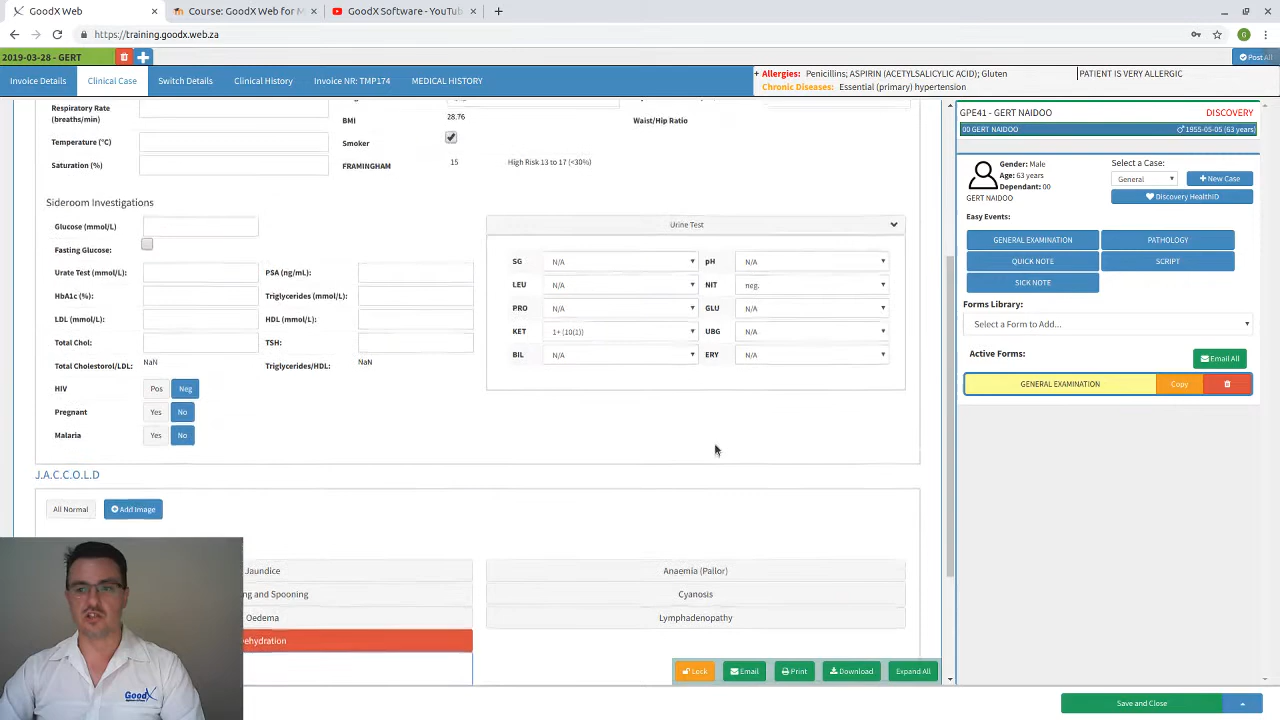 GoodX Web
Course: GoodX Web for M
GoodX Software - YouTub
https://training.goodx.web.za
2019-03-28 - GERT
Post All
Invoice Details
Clinical Case
Switch Details
Clinical History
Invoice NR: TMP174
MEDICAL HISTORY
+ Allergies: Penicillins; ASPIRIN (ACETYLSALICYLIC ACID); Gluten
Chronic Diseases: Essential (primary) hypertension
PATIENT IS VERY ALLERGIC
Respiratory Rate
(breaths/min)
BMI
28.76
Waist/Hip Ratio
Temperature (°C)
Smoker
Saturation (%)
FRAMINGHAM
15
High Risk 13 to 17 (<30%)
Sideroom Investigations
Glucose (mmol/L)
Fasting Glucose:
Urate Test (mmol/L):
PSA (ng/mL):
HbA1c (%):
Triglycerides (mmol/L):
LDL (mmol/L):
HDL (mmol/L):
Total Chol:
TSH:
Total Cholestorol/LDL:
NaN
Triglycerides/HDL:
NaN
HIV
Pos
Neg
Pregnant
Yes
No
Malaria
Yes
No
Urine Test
SG
N/A
pH
N/A
LEU
N/A
NIT
neg.
PRO
N/A
GLU
N/A
KET
1+ (10(1))
UBG
N/A
BIL
N/A
ERY
N/A
J.A.C.C.O.L.D
All Normal
Add Image
Jaundice
Anaemia (Pallor)
ng and Spooning
Cyanosis
Oedema
Lymphadenopathy
ehydration
Lock
Email
Print
Download
Expand All
GPE41 - GERT NAIDOO
DISCOVERY
00 GERT NAIDOO
1955-05-05 (63 years)
Gender: Male
Age: 63 years
Dependant: 00
GERT NAIDOO
Select a Case:
General
New Case
Discovery HealthID
Easy Events:
GENERAL EXAMINATION
PATHOLOGY
QUICK NOTE
SCRIPT
SICK NOTE
Forms Library:
Select a Form to Add...
Active Forms:
Email All
GENERAL EXAMINATION
Copy
Save and Close
GoodX